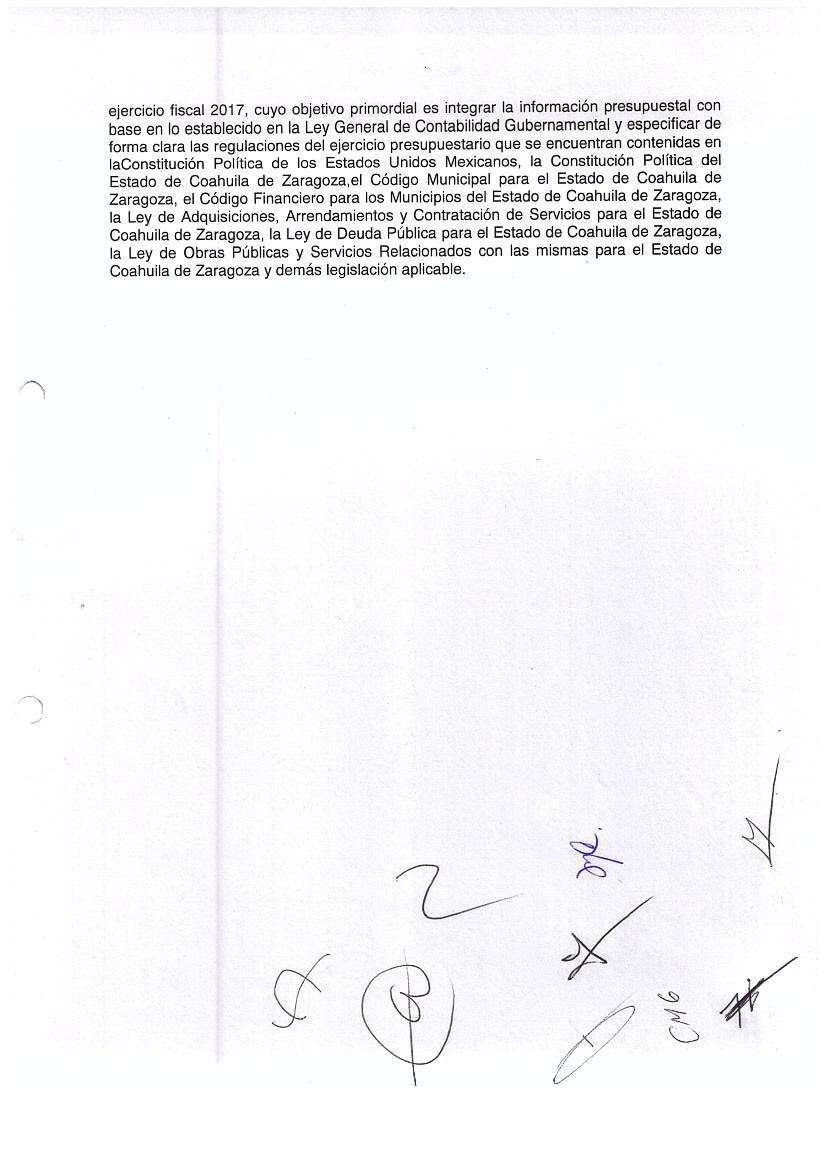 ejercicio fiscal 2017, cuyo objetivo primordial es integrar la información presupuestal con
base en lo establecido en la Ley General de Contabilidad Gubernamental y especificar de
forma clara las regulaciones del ejercicio presupuestario que se encuentran contenidas en
laConstitución Política de los Estados Unidos Mexicanos, la Constitución Política del
Estado de Coahuila de Zaragoza,el Código Municipal para el Estado de Coahuila de
Zaragoza, el Código Financiero para los Municipios del Estado de Coahuila de Zaragoza,
la Ley de Adquisiciones, Arrendamientos y Contratación de Servicios para el Estado de
Coahuila de Zaragoza, la Ley de Deuda Pública para el Estado de Coahuila de Zaragoza,
la Ley de Obras Públicas y Servicios Relacionados con las mismas para el Estado de
Coahuila de Zaragoza y demás legislación aplicable.